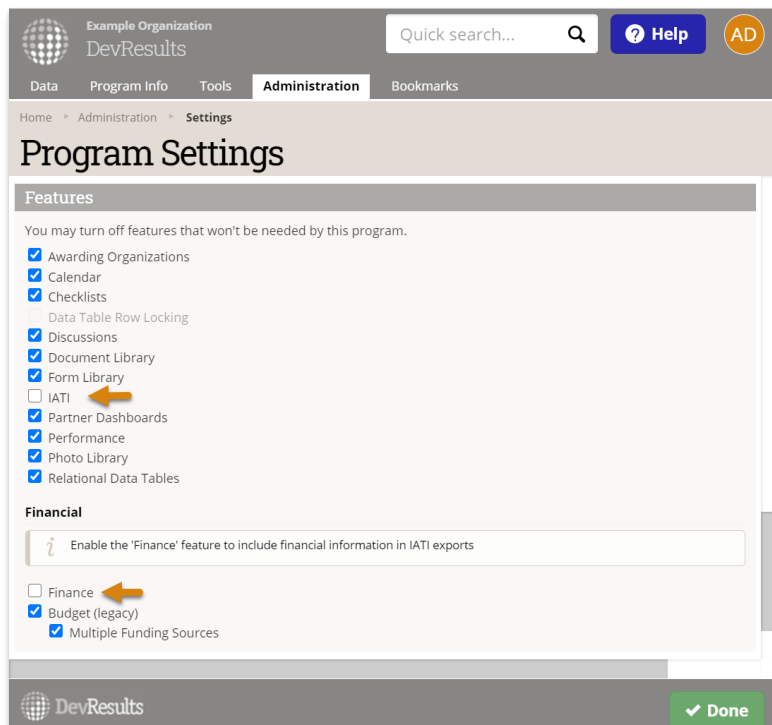 Example Organization
DevResults
Quick search...
? Help
AD
Data Program Info Tools Administration Bookmarks
Home Administration Settings
Program Settings
Features
You may turn off features that won't be needed by this program.
Awarding Organizations
Calendar
Checklists
Data Table Row Locking
Discussions
Document Library
Form Library
IATI
Partner Dashboards
Performance
Photo Library
Relational Data Tables
Financial
i Enable the 'Finance' feature to include financial information in IATI exports
Finance
Budget (legacy)
Multiple Funding Sources
DevResults
Done